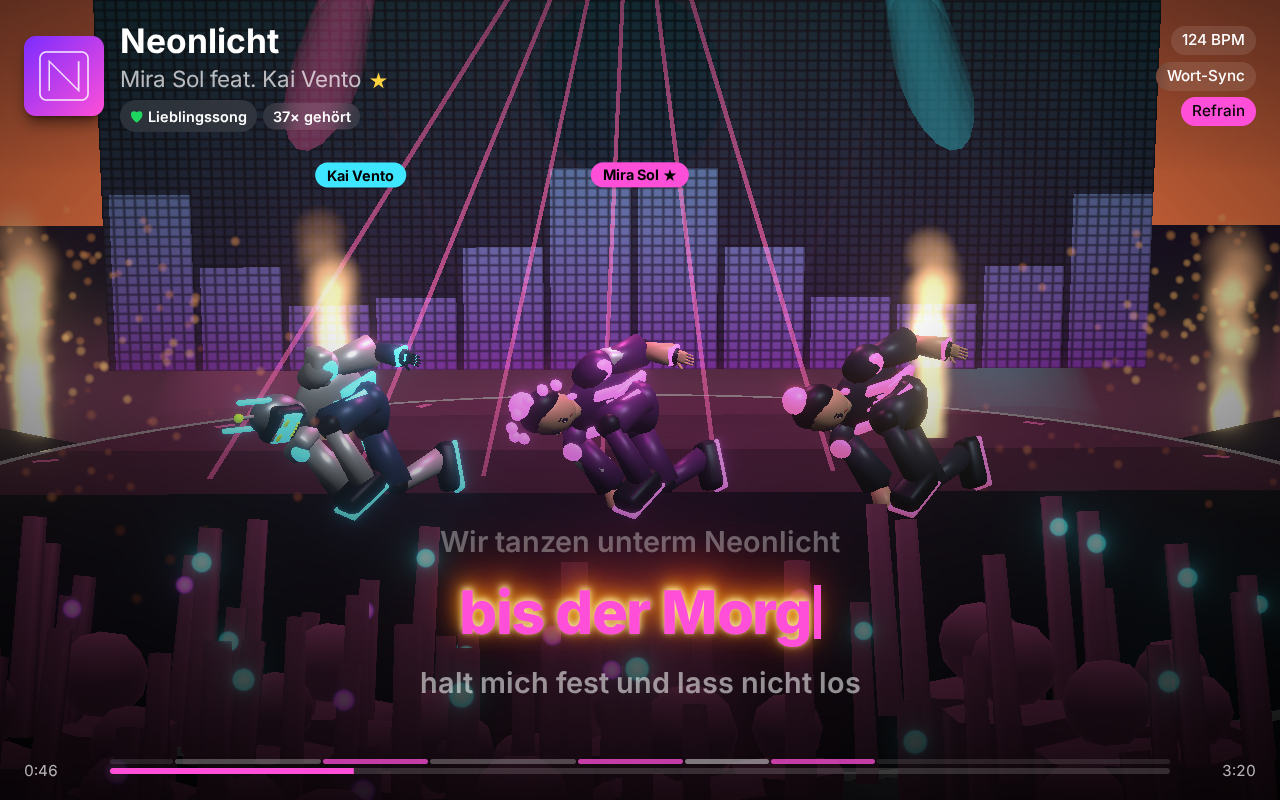 N
Neonlicht
Mira Sol feat. Kai Vento ★
Lieblingssong
37× gehört
124 BPM
Wort-Sync
Refrain
Kai Vento
Mira Sol ★
Wir tanzen unterm Neonlicht
bis der Morg
halt mich fest und lass nicht los
0:46
3:20